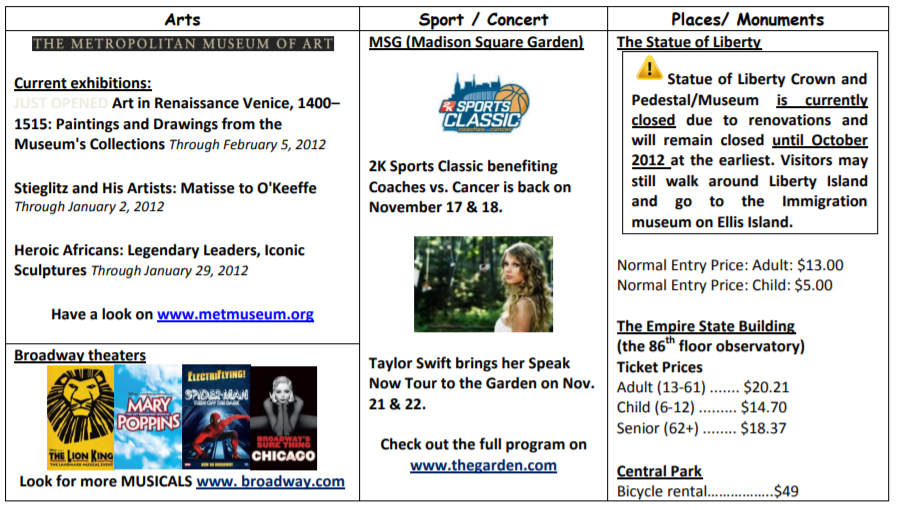 Arts
THE METROPOLITAN MUSEUM OF ART
Current exhibitions:
JUST OPENED Art in Renaissance Venice, 1400–
1515: Paintings and Drawings from the
Museum's Collections Through February 5, 2012
Stieglitz and His Artists: Matisse to O'Keeffe
Through January 2, 2012
Heroic Africans: Legendary Leaders, Iconic
Sculptures Through January 29, 2012
Have a look on www.metmuseum.org
Broadway theaters
THE LION KING
THE LANDMARK MUSICAL EVENT
MARY
POPPINS
ELECTRIFLYING!
SPIDER-MAN
TURN OFF THE DARK
BROADWAY'S
SURE THING
CHICAGO
Look for more MUSICALS www. broadway.com
Sport / Concert
MSG (Madison Square Garden)
2K SPORTS
CLASSIC
2K Sports Classic benefiting
Coaches vs. Cancer is back on
November 17 & 18.
Taylor Swift brings her Speak
Now Tour to the Garden on Nov.
21 & 22.
Check out the full program on
www.thegarden.com
Places/ Monuments
The Statue of Liberty
Statue of Liberty Crown and
Pedestal/Museum is currently
closed due to renovations and
will remain closed until October
2012 at the earliest. Visitors may
still walk around Liberty Island
and go to the Immigration
museum on Ellis Island.
Normal Entry Price: Adult: $13.00
Normal Entry Price: Child: $5.00
The Empire State Building
(the 86th floor observatory)
Ticket Prices
Adult (13-61) ....... $20.21
Child (6-12) ......... $14.70
Senior (62+) ........ $18.37
Central Park
Bicycle rental……………..$49